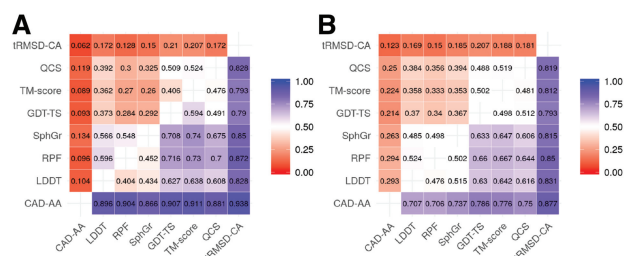 A
tRMSD-CA 0.062 0.172 0.128 0.15 0.21 0.207 0.172
QCS 0.119 0.392 0.3 0.325 0.509 0.524 0.828
TM-score 0.089 0.362 0.27 0.26 0.406 0.476 0.793
GDT-TS 0.093 0.373 0.284 0.292 0.594 0.491 0.79
SphGr 0.134 0.566 0.548 0.708 0.74 0.675 0.85
RPF 0.096 0.596 0.452 0.716 0.73 0.7 0.872
LDDT 0.104 0.404 0.434 0.627 0.638 0.608 0.828
CAD-AA 0.896 0.904 0.866 0.907 0.911 0.881 0.938
CAD-AA LDDT RPF SphGr GDT-TS TM-score QCS RMSD-CA
1.00
0.75
0.50
0.25
0.00
B
tRMSD-CA 0.123 0.169 0.15 0.185 0.207 0.188 0.181
QCS 0.25 0.384 0.356 0.394 0.488 0.519 0.819
TM-score 0.224 0.358 0.333 0.353 0.502 0.481 0.812
GDT-TS 0.214 0.37 0.34 0.367 0.498 0.512 0.793
SphGr 0.263 0.485 0.498 0.633 0.647 0.606 0.815
RPF 0.294 0.524 0.502 0.66 0.667 0.644 0.85
LDDT 0.293 0.476 0.515 0.63 0.642 0.616 0.831
CAD-AA 0.707 0.706 0.737 0.786 0.776 0.75 0.877
CAD-AA LDDT RPF SphGr GDT-TS TM-score QCS RMSD-CA
1.00
0.75
0.50
0.25
0.00